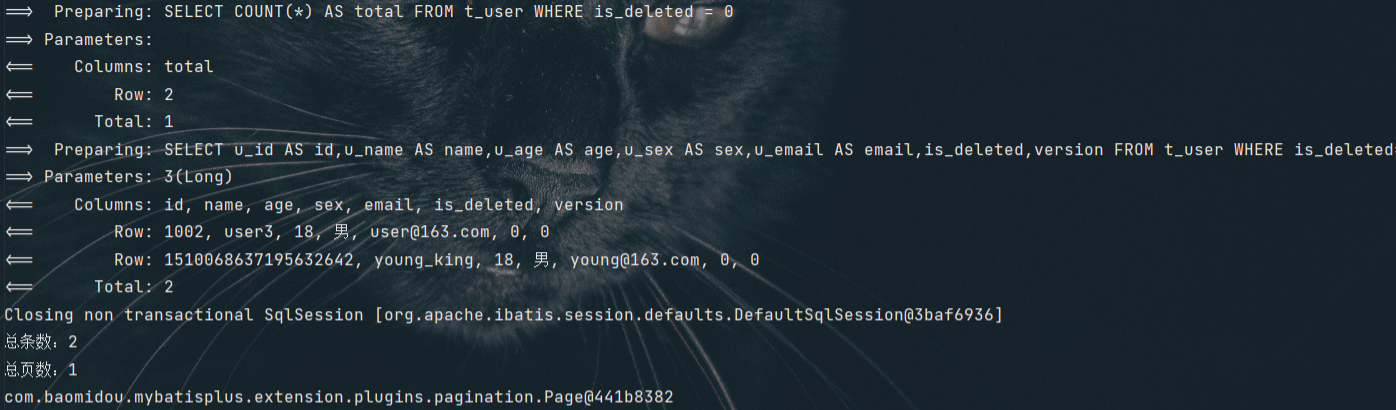 ==>  Preparing: SELECT COUNT(*) AS total FROM t_user WHERE is_deleted = 0
==> Parameters:
<==    Columns: total
<==        Row: 2
<==      Total: 1
==>  Preparing: SELECT u_id AS id,u_name AS name,u_age AS age,u_sex AS sex,u_email AS email,is_deleted,version FROM t_user WHERE is_deleted=
==> Parameters: 3(Long)
<==    Columns: id, name, age, sex, email, is_deleted, version
<==        Row: 1002, user3, 18, 男, user@163.com, 0, 0
<==        Row: 1510068637195632642, young_king, 18, 男, young@163.com, 0, 0
<==      Total: 2
Closing non transactional SqlSession [org.apache.ibatis.session.defaults.DefaultSqlSession@3baf6936]
总条数：2
总页数：1
com.baomidou.mybatisplus.extension.plugins.pagination.Page@441b8382